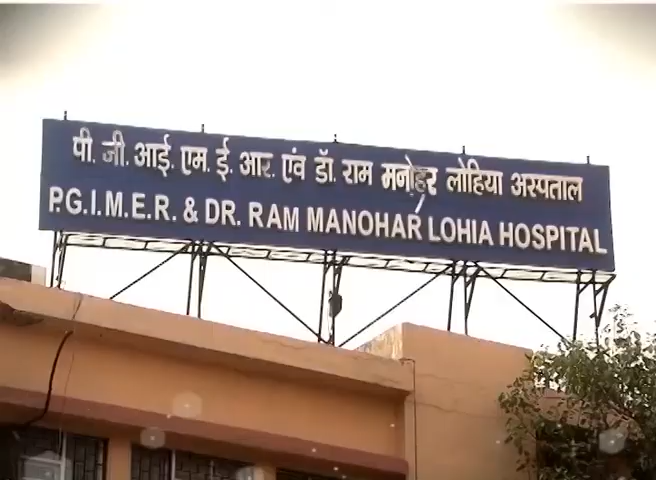 पी. जी. आई. एम. ई. आर. एवं डॉ. राम मनोहर लोहिया अस्पताल
P.G.I.M.E.R. & DR. RAM MANOHAR LOHIA HOSPITAL